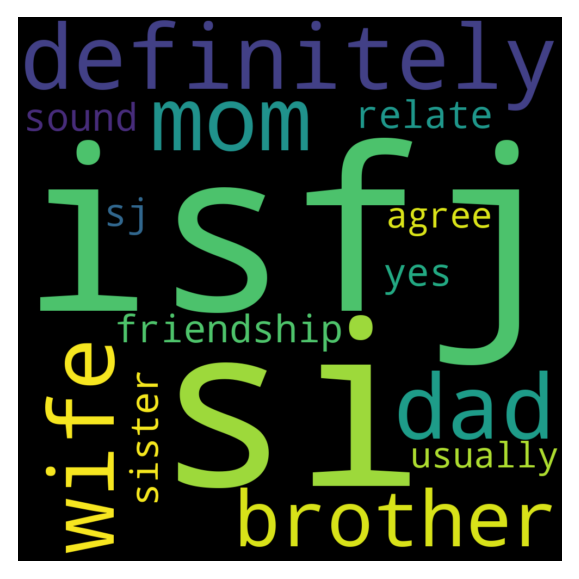 definitely
sound mom relate
isfj
sj agree
yes
friendship
si
wife
sister
dad
usually
brother